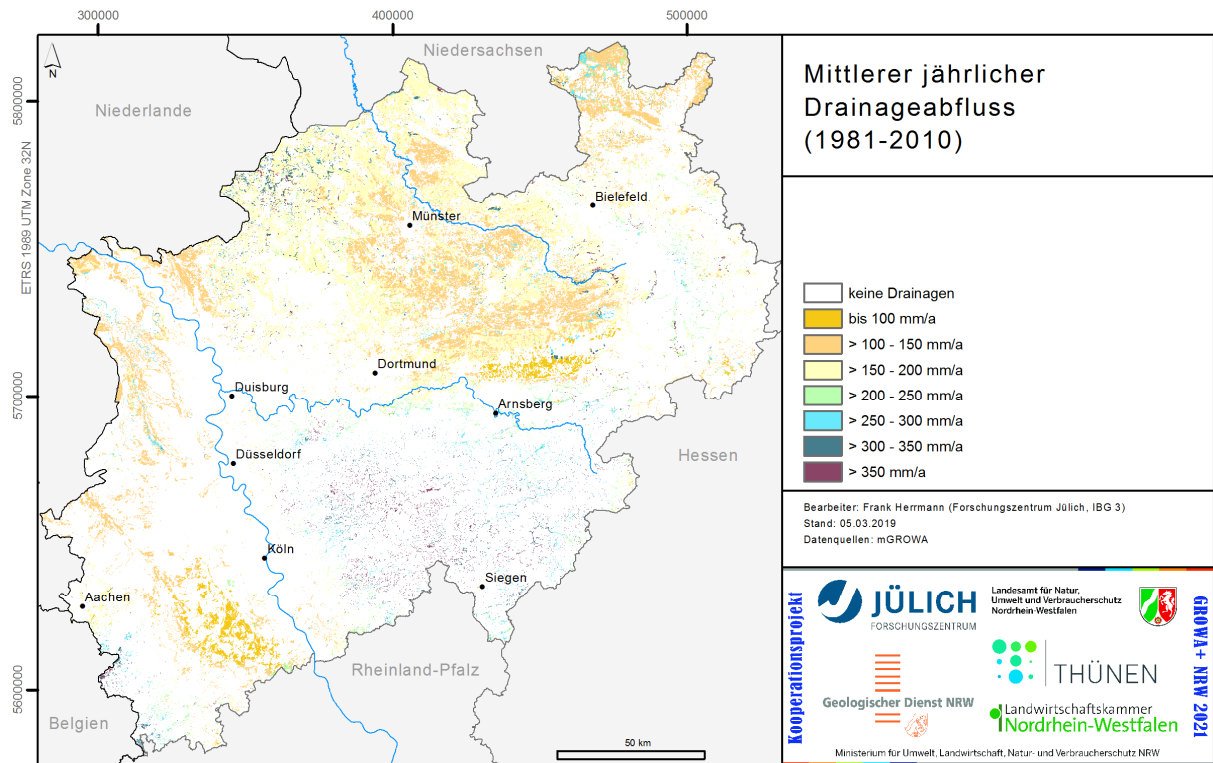 300000
400000
500000
5800000
5700000
5600000
ETRS 1989 UTM Zone 32N
N
Niedersachsen
Niederlande
Bielefeld
Münster
Dortmund
Duisburg
Arnsberg
Düsseldorf
Hessen
Köln
Siegen
Aachen
Rheinland-Pfalz
Belgien
50 km
Mittlerer jährlicher
Drainageabfluss
(1981-2010)
keine Drainagen
bis 100 mm/a
> 100 - 150 mm/a
> 150 - 200 mm/a
> 200 - 250 mm/a
> 250 - 300 mm/a
> 300 - 350 mm/a
> 350 mm/a
Bearbeiter: Frank Herrmann (Forschungszentrum Jülich, IBG 3)
Stand: 05.03.2019
Datenquellen: mGROWA
Kooperationsprojekt
JÜLICH
FORSCHUNGSZENTRUM
Landesamt für Natur,
Umwelt und Verbraucherschutz
Nordrhein-Westfalen
GROWA+ NRW 2021
THÜNEN
Geologischer Dienst NRW
Landwirtschaftskammer
Nordrhein-Westfalen
Ministerium für Umwelt, Landwirtschaft, Natur- und Verbraucherschutz NRW